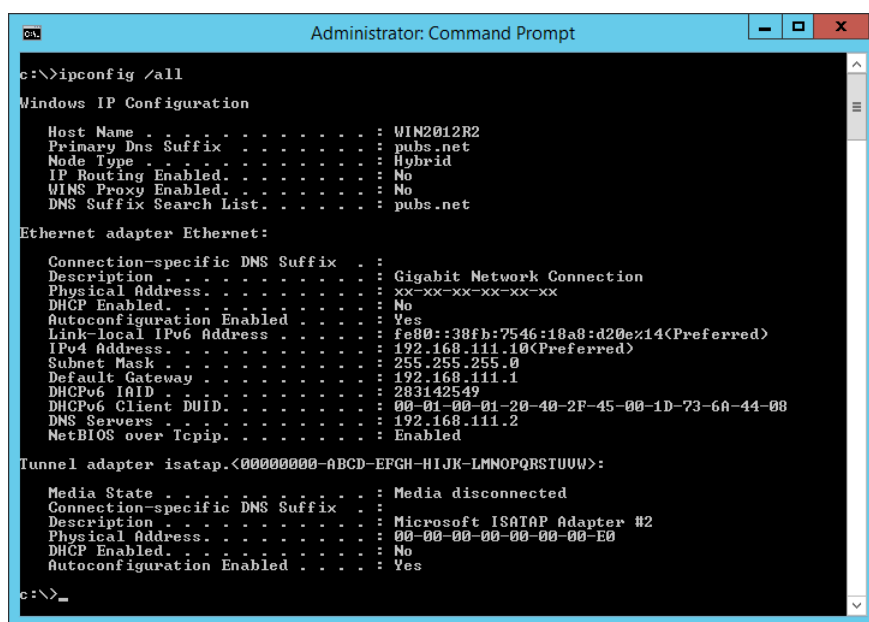 Administrator: Command Prompt
c:\>ipconfig /all
Windows IP Configuration
Host Name . . . . . . . . . . . . : WIN2012R2
Primary Dns Suffix  . . . . . . . : pubs.net
Node Type . . . . . . . . . . . . : Hybrid
IP Routing Enabled. . . . . . . . : No
WINS Proxy Enabled. . . . . . . . : No
DNS Suffix Search List. . . . . . : pubs.net
Ethernet adapter Ethernet:
Connection-specific DNS Suffix  . :
Description . . . . . . . . . . . : Gigabit Network Connection
Physical Address. . . . . . . . . : xx-xx-xx-xx-xx-xx
DHCP Enabled. . . . . . . . . . . : No
Autoconfiguration Enabled . . . . : Yes
Link-local IPv6 Address . . . . . : fe80::38fb:7546:18a8:d20e%14(Preferred)
IPv4 Address. . . . . . . . . . . : 192.168.111.10(Preferred)
Subnet Mask . . . . . . . . . . . : 255.255.255.0
Default Gateway . . . . . . . . . : 192.168.111.1
DHCPv6 IAID . . . . . . . . . . . : 283142549
DHCPv6 Client DUID. . . . . . . . : 00-01-00-01-20-40-2F-45-00-1D-73-6A-44-08
DNS Servers . . . . . . . . . . . : 192.168.111.2
NetBIOS over Tcpip. . . . . . . . : Enabled
Tunnel adapter isatap.<00000000-ABCD-EFGH-HIJK-LMNOPQRSTUVW>:
Media State . . . . . . . . . . . : Media disconnected
Connection-specific DNS Suffix  . :
Description . . . . . . . . . . . : Microsoft ISATAP Adapter #2
Physical Address. . . . . . . . . : 00-00-00-00-00-00-00-E0
DHCP Enabled. . . . . . . . . . . : No
Autoconfiguration Enabled . . . . : Yes
c:\>_